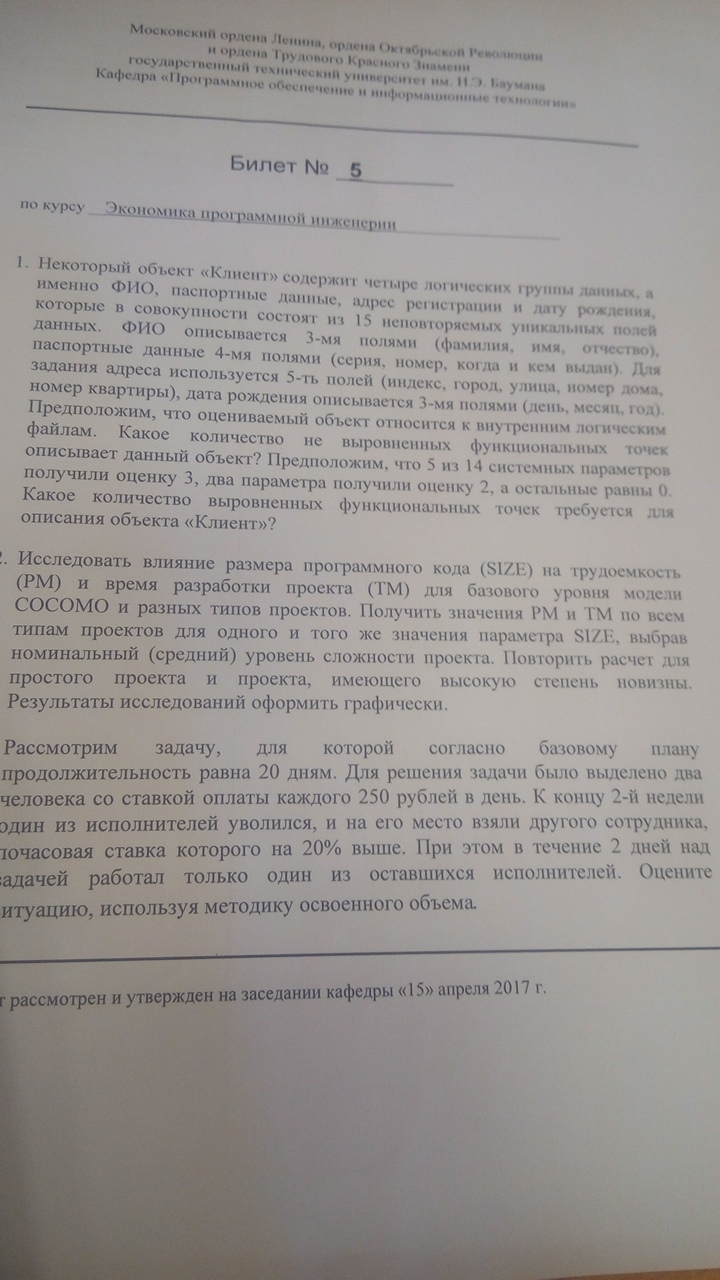 Московский ордена Ленина, ордена Октябрьской Революции
и ордена Трудового Красного Знамени
государственный технический университет им. Н.Э. Баумана
Кафедра «Программное обеспечение и информационные технологии»
Билет № 5
по курсу Экономика программной инженерии
1. Некоторый объект «Клиент» содержит четыре логических группы данных, а
именно ФИО, паспортные данные, адрес регистрации и дату рождения,
которые в совокупности состоят из 15 неповторяемых уникальных полей
данных. ФИО описывается 3-мя полями (фамилия, имя, отчество),
паспортные данные 4-мя полями (серия, номер, когда и кем выдан). Для
задания адреса используется 5-ть полей (индекс, город, улица, номер дома,
номер квартиры), дата рождения описывается 3-мя полями (день, месяц, год).
Предположим, что оцениваемый объект относится к внутренним логическим
файлам. Какое количество не выровненных функциональных точек
описывает данный объект? Предположим, что 5 из 14 системных параметров
получили оценку 3, два параметра получили оценку 2, а остальные равны 0.
Какое количество выровненных функциональных точек требуется для
описания объекта «Клиент»?
2. Исследовать влияние размера программного кода (SIZE) на трудоемкость
(PM) и время разработки проекта (TM) для базового уровня модели
COCOMO и разных типов проектов. Получить значения PM и TM по всем
типам проектов для одного и того же значения параметра SIZE, выбрав
номинальный (средний) уровень сложности проекта. Повторить расчет для
простого проекта и проекта, имеющего высокую степень новизны.
Результаты исследований оформить графически.
Рассмотрим задачу, для которой согласно базовому плану
продолжительность равна 20 дням. Для решения задачи было выделено два
человека со ставкой оплаты каждого 250 рублей в день. К концу 2-й недели
один из исполнителей уволился, и на его место взяли другого сотрудника,
почасовая ставка которого на 20% выше. При этом в течение 2 дней над
задачей работал только один из оставшихся исполнителей. Оцените
итуацию, используя методику освоенного объема.
т рассмотрен и утвержден на заседании кафедры «15» апреля 2017 г.